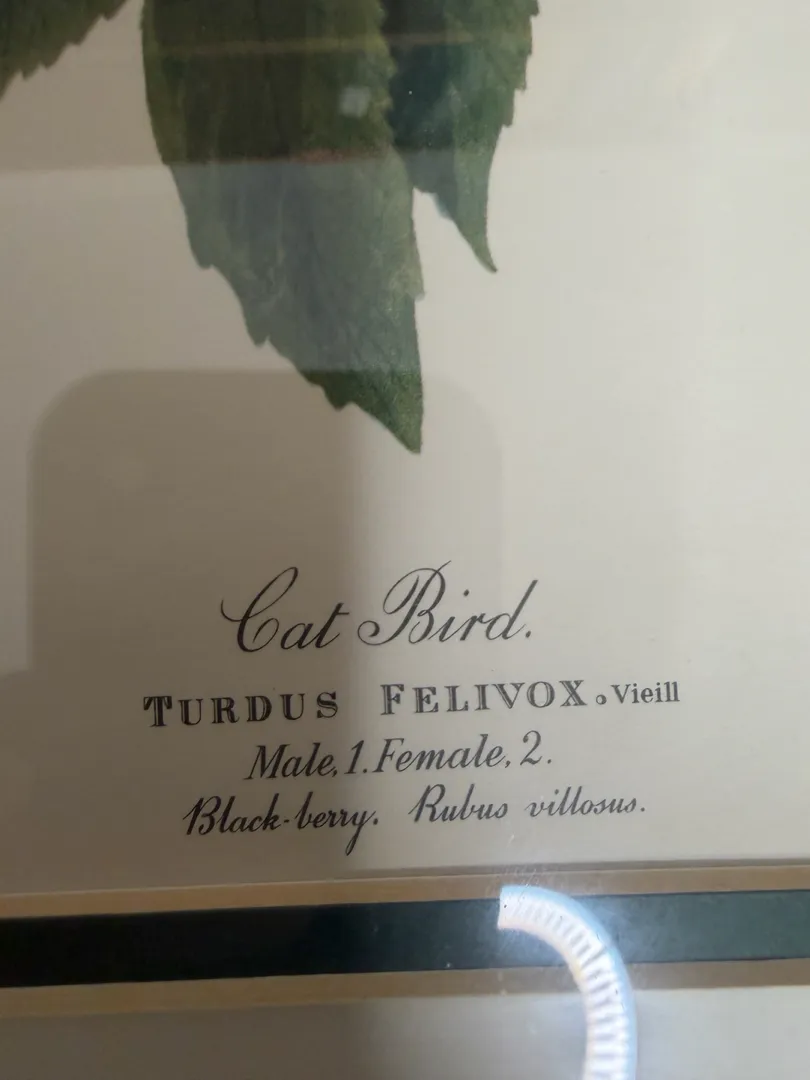 Cat Bird.
TURDUS FELIVOX. Vieill
Male, 1. Female, 2.
Black-berry. Rubus villosus.